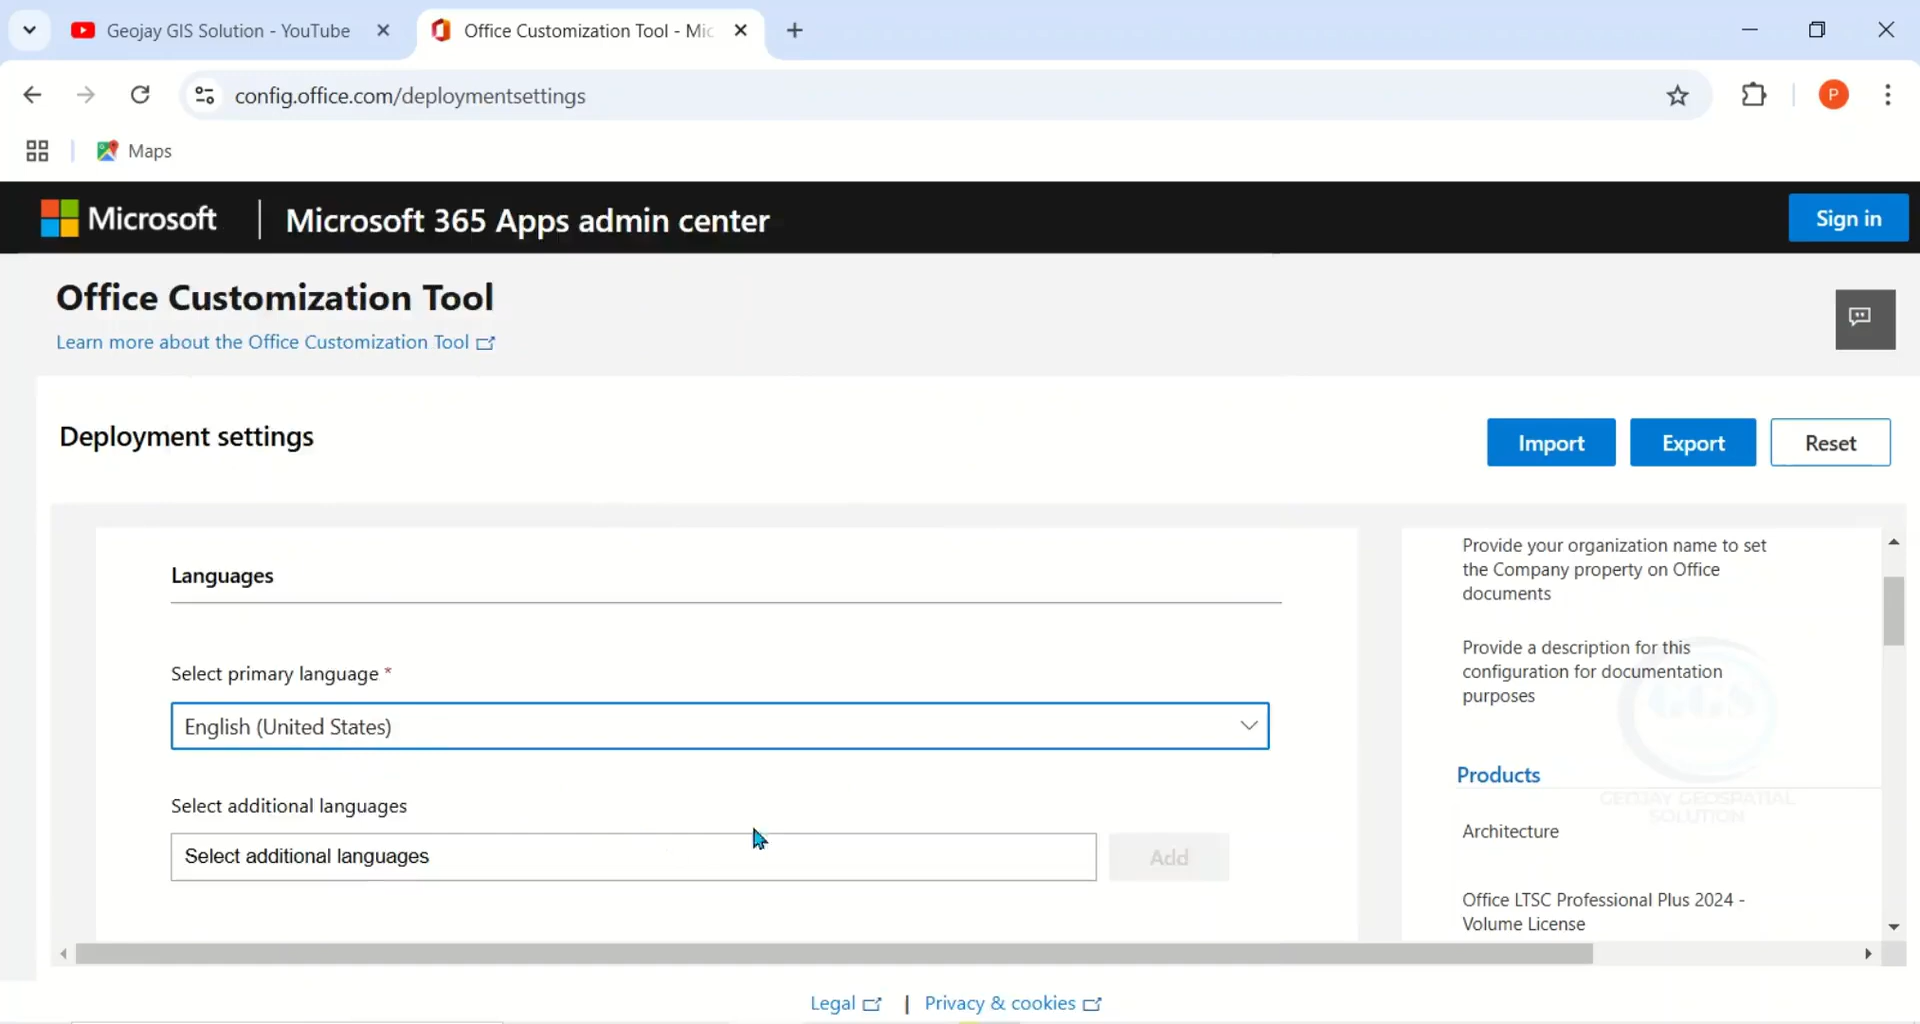 Geojay GIS Solution - YouTube
Office Customization Tool - Mic
config.office.com/deploymentsettings
P
Maps
Microsoft
Microsoft 365 Apps admin center
Sign in
Office Customization Tool
Learn more about the Office Customization Tool
Deployment settings
Import
Export
Reset
Languages
Select primary language *
English (United States)
Select additional languages
Select additional languages
Add
Provide your organization name to set
the Company property on Office
documents
Provide a description for this
configuration for documentation
purposes
GGS
GEOJAY GEOSPATIAL
SOLUTION
Products
Architecture
Office LTSC Professional Plus 2024 -
Volume License
Legal
|
Privacy & cookies